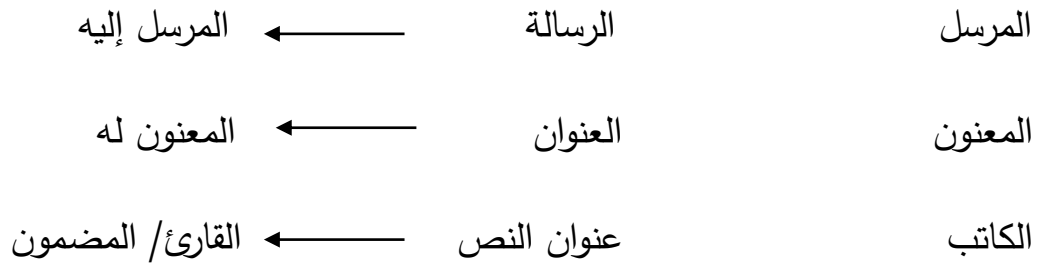 المرسل الرسالة المرسل إليه
المعنون العنوان المعنون له
الكاتب عنوان النص القارئ/ المضمون